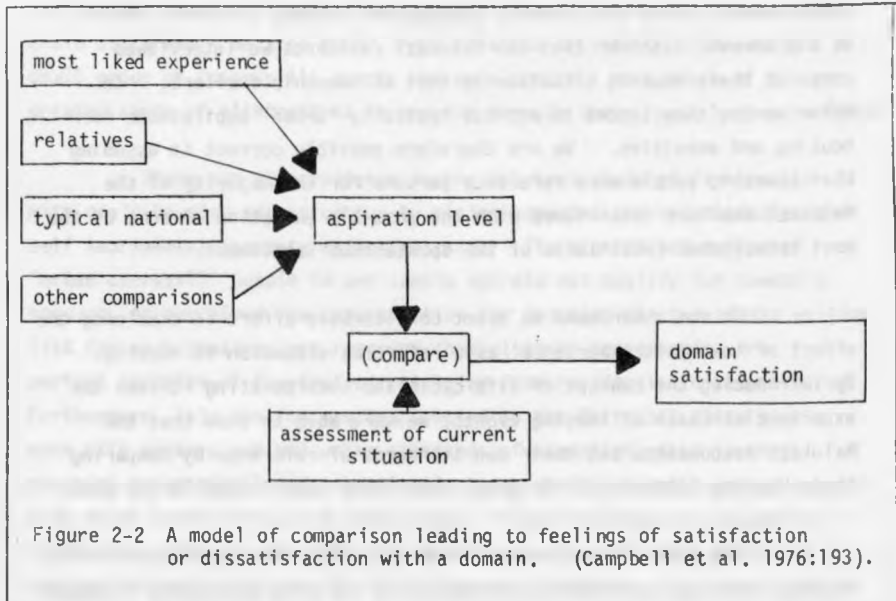 most liked experience
relatives
typical national
aspiration level
other comparisons
(compare)
domain
satisfaction
assessment of current
situation
Figure 2-2 A model of comparison leading to feelings of satisfaction
or dissatisfaction with a domain. (Campbell et al. 1976:193).